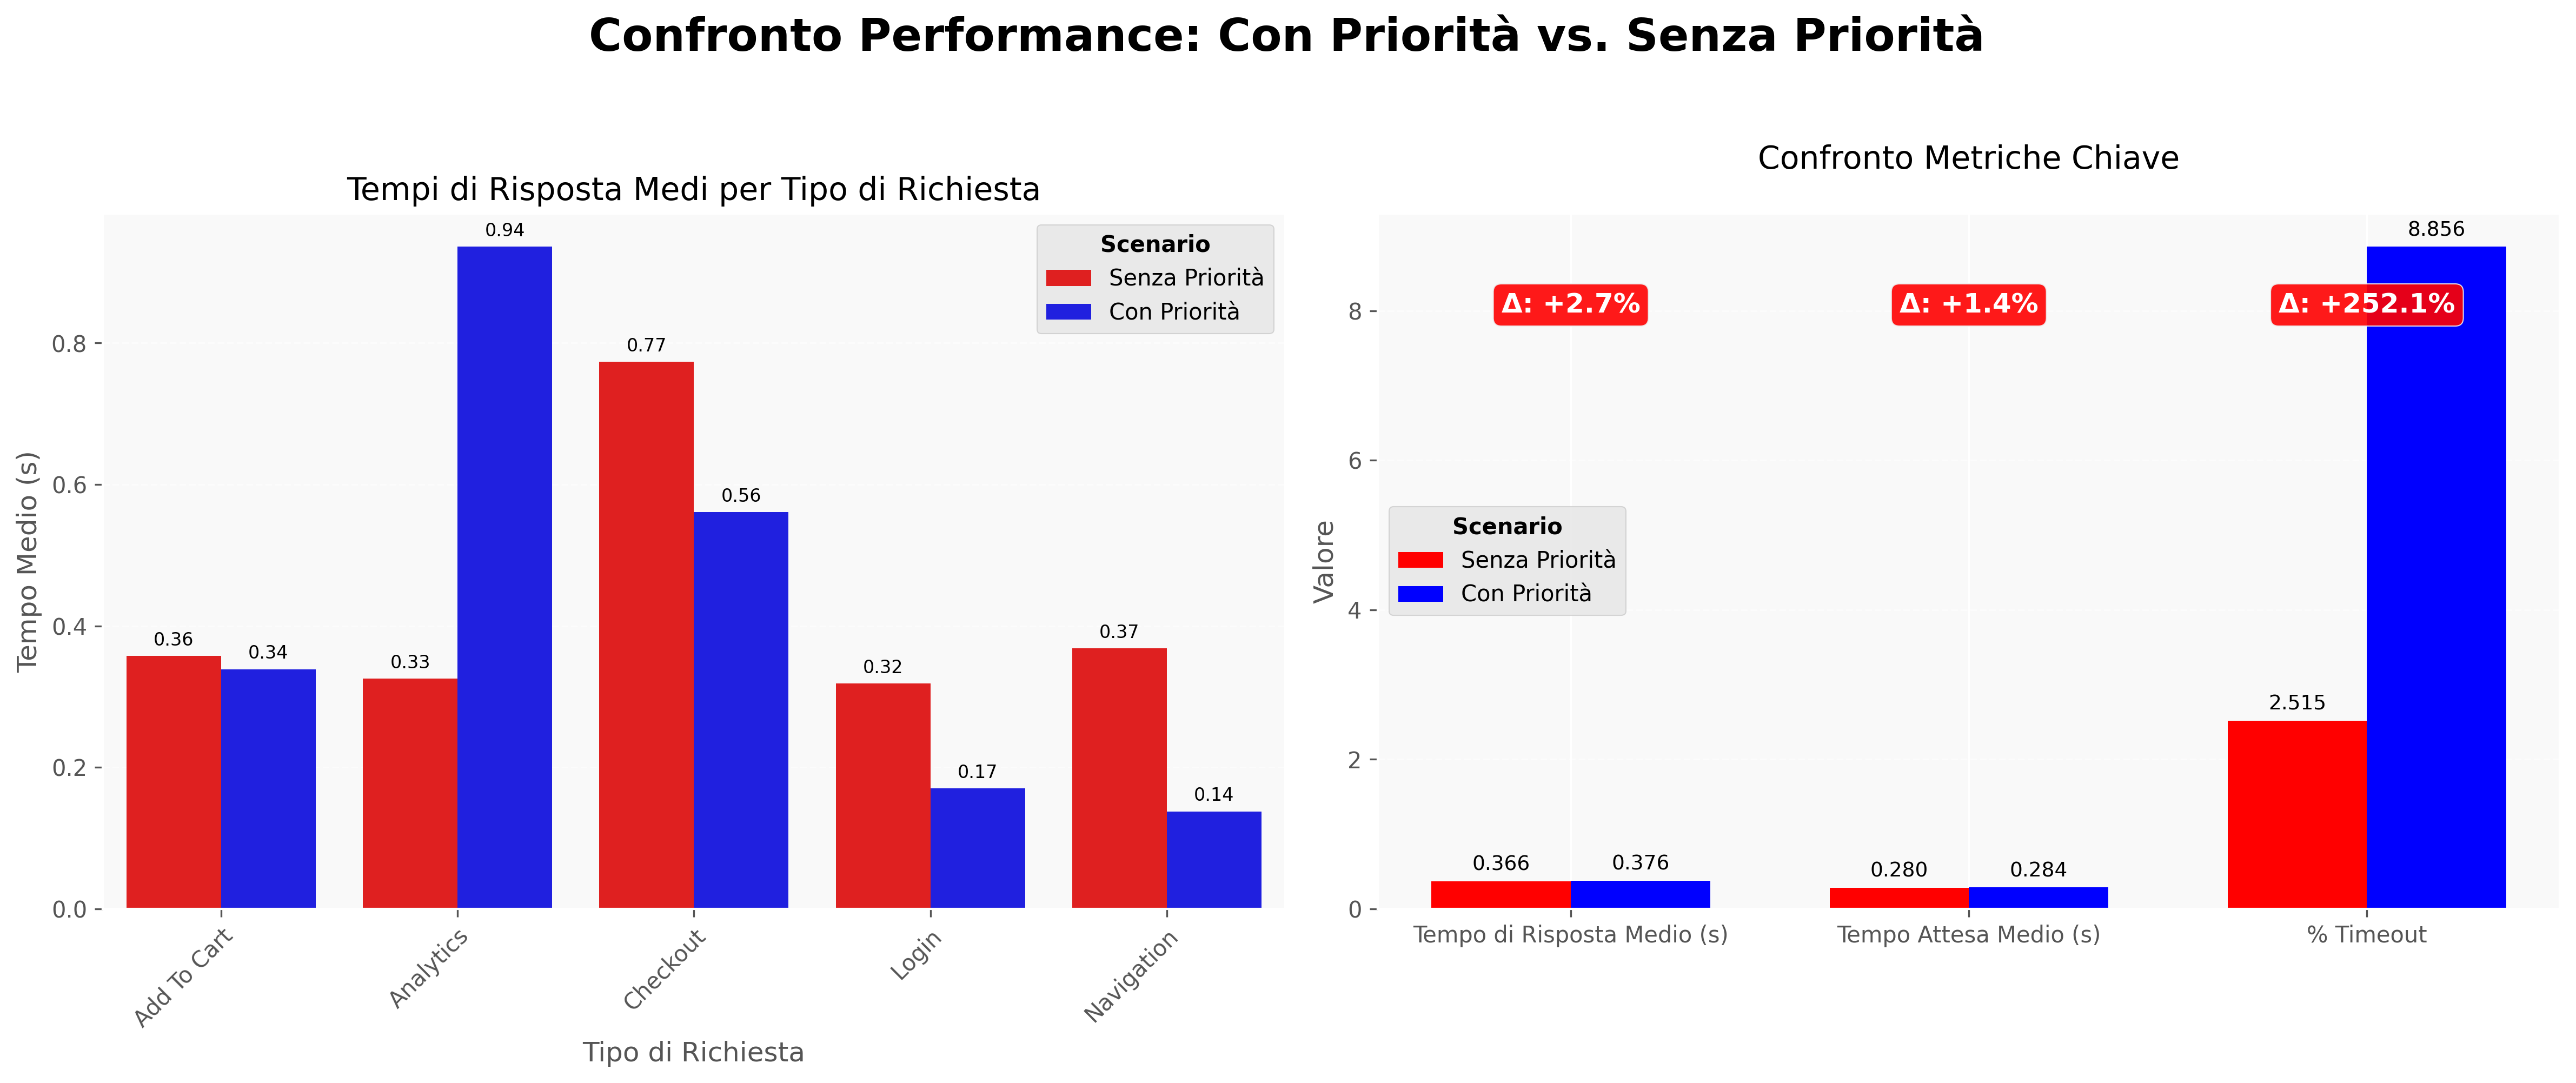 Confronto Performance: Con Priorità vs. Senza Priorità
Tempi di Risposta Medi per Tipo di Richiesta
Tempo Medio (s)
0.8
0.6
0.4
0.2
0.0
0.36
0.34
0.33
0.94
0.77
0.56
0.32
0.17
0.37
0.14
Scenario
Senza Priorità
Con Priorità
Add To Cart
Analytics
Checkout
Login
Navigation
Tipo di Richiesta
Confronto Metriche Chiave
Valore
8
6
4
2
0
Δ: +2.7%
Δ: +1.4%
Δ: +252.1%
Scenario
Senza Priorità
Con Priorità
0.366
0.376
0.280
0.284
2.515
8.856
Tempo di Risposta Medio (s)
Tempo Attesa Medio (s)
% Timeout